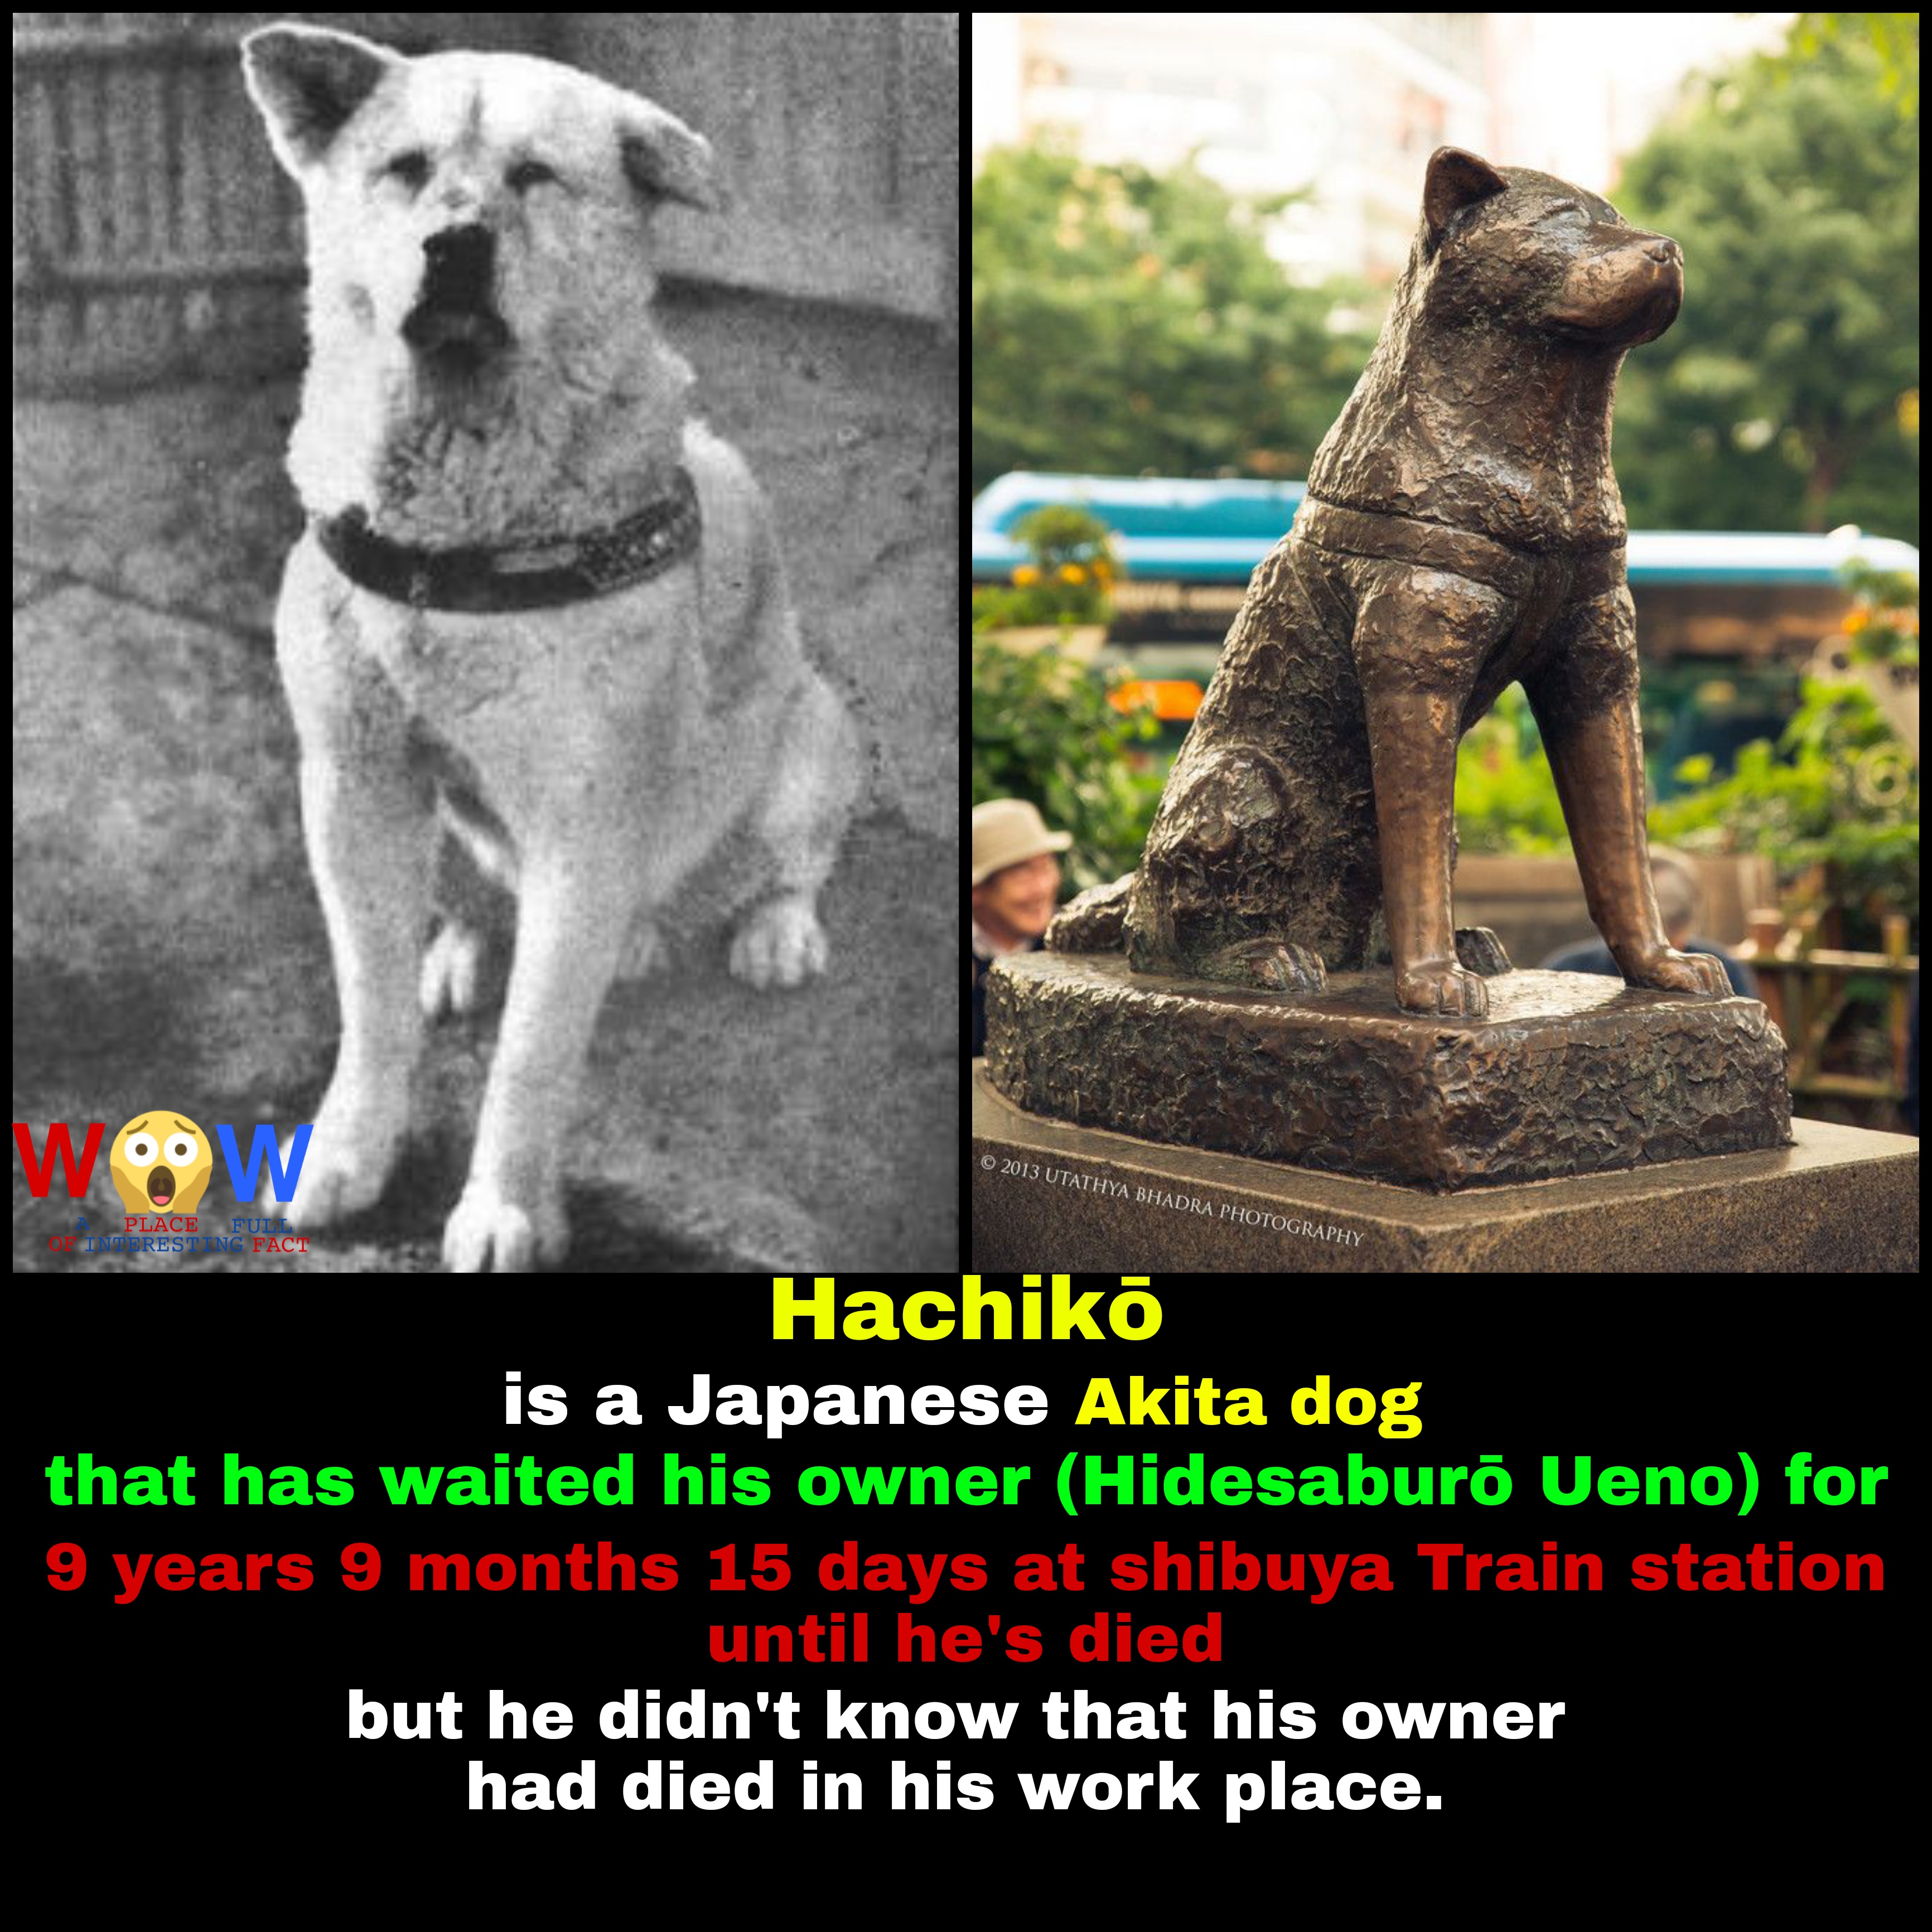 W W
A PLACE FULL
OF INTERESTING FACT
© 2013 UTATHYA BHADRA PHOTOGRAPHY
Hachikō
is a Japanese Akita dog
that has waited his owner (Hidesaburō Ueno) for
9 years 9 months 15 days at shibuya Train station
until he's died
but he didn't know that his owner
had died in his work place.